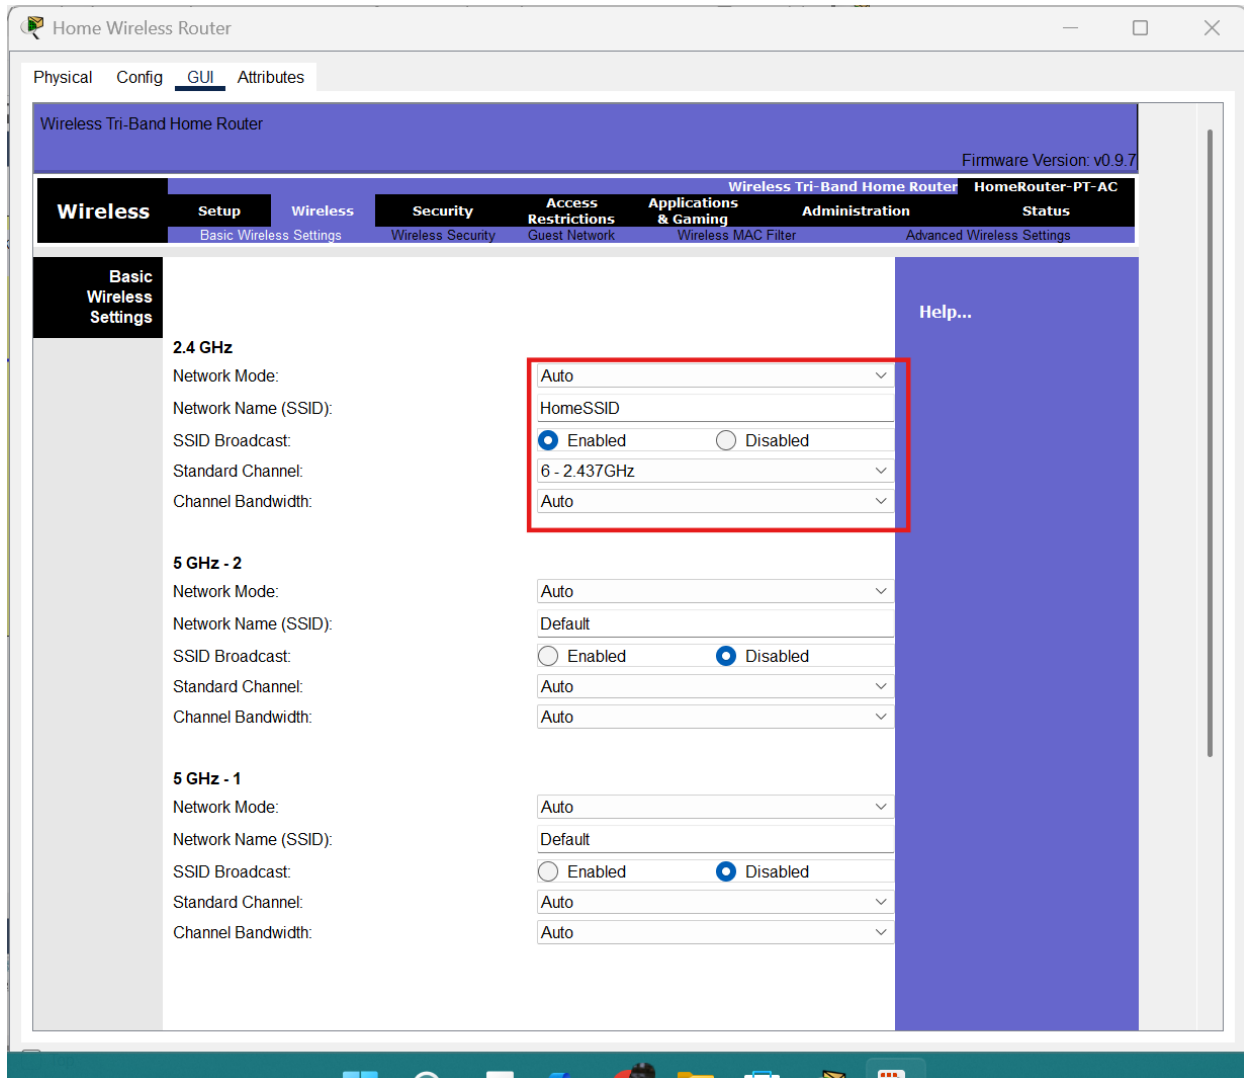 Home Wireless Router
Physical Config GUI Attributes
Wireless Tri-Band Home Router
Firmware Version: v0.9.7
Wireless Tri-Band Home Router HomeRouter-PT-AC
Wireless
Setup Wireless Security Access Restrictions Applications & Gaming Administration Status
Basic Wireless Settings Wireless Security Guest Network Wireless MAC Filter Advanced Wireless Settings
Basic
Wireless
Settings
Help...
2.4 GHz
Network Mode: Auto
Network Name (SSID): HomeSSID
SSID Broadcast: Enabled Disabled
Standard Channel: 6 - 2.437GHz
Channel Bandwidth: Auto
5 GHz - 2
Network Mode: Auto
Network Name (SSID): Default
SSID Broadcast: Enabled Disabled
Standard Channel: Auto
Channel Bandwidth: Auto
5 GHz - 1
Network Mode: Auto
Network Name (SSID): Default
SSID Broadcast: Enabled Disabled
Standard Channel: Auto
Channel Bandwidth: Auto